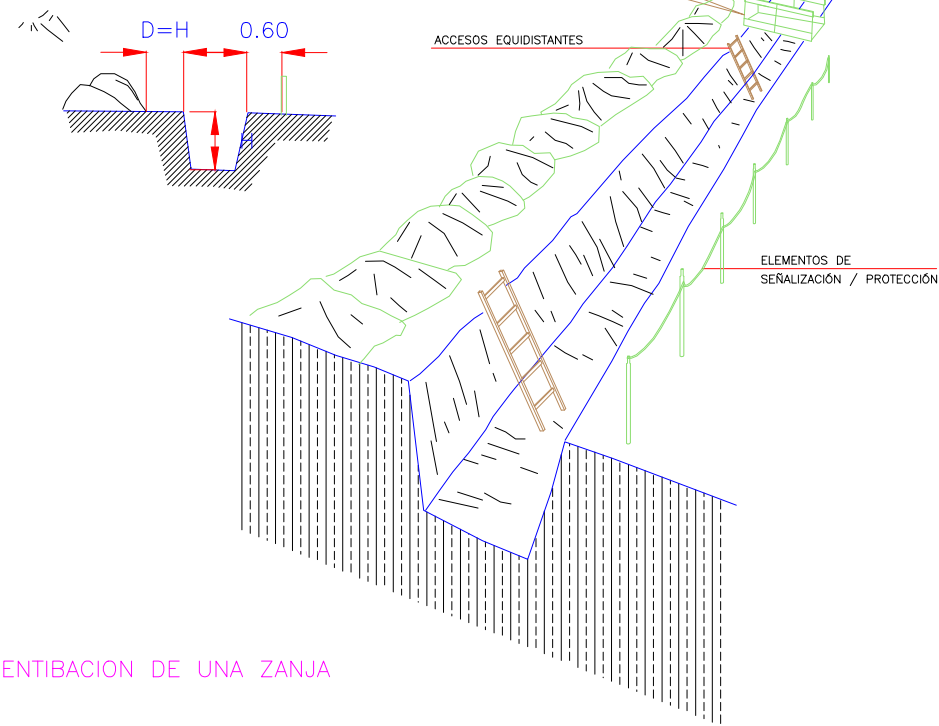 D=H 0.60
H
ACCESOS EQUIDISTANTES
ELEMENTOS DE
SEÑALIZACIÓN / PROTECCIÓN
ENTIBACION DE UNA ZANJA